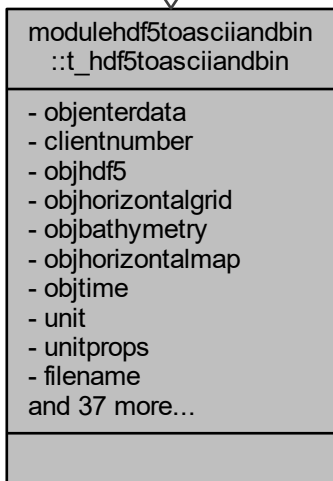 modulehdf5toasciiandbin
::t_hdf5toasciiandbin
- objenterdata
- clientnumber
- objhdf5
- objhorizontalgrid
- objbathymetry
- objhorizontalmap
- objtime
- unit
- unitprops
- filename
and 37 more...